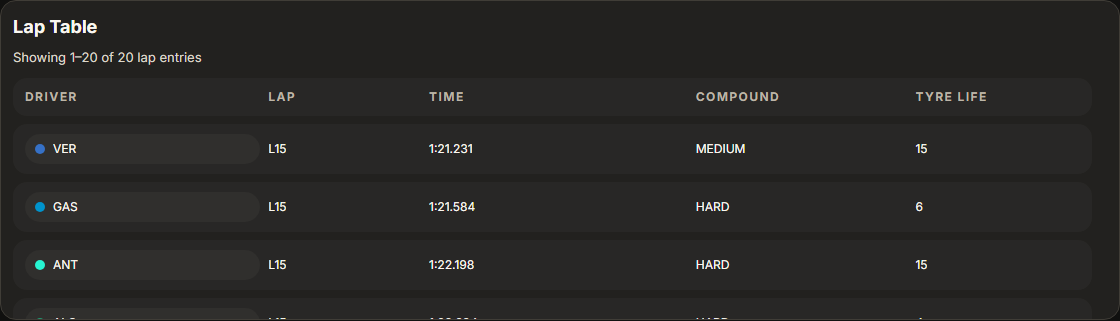 Lap Table
Showing 1–20 of 20 lap entries
DRIVER LAP TIME COMPOUND TYRE LIFE
VER L15 1:21.231 MEDIUM 15
GAS L15 1:21.584 HARD 6
ANT L15 1:22.198 HARD 15